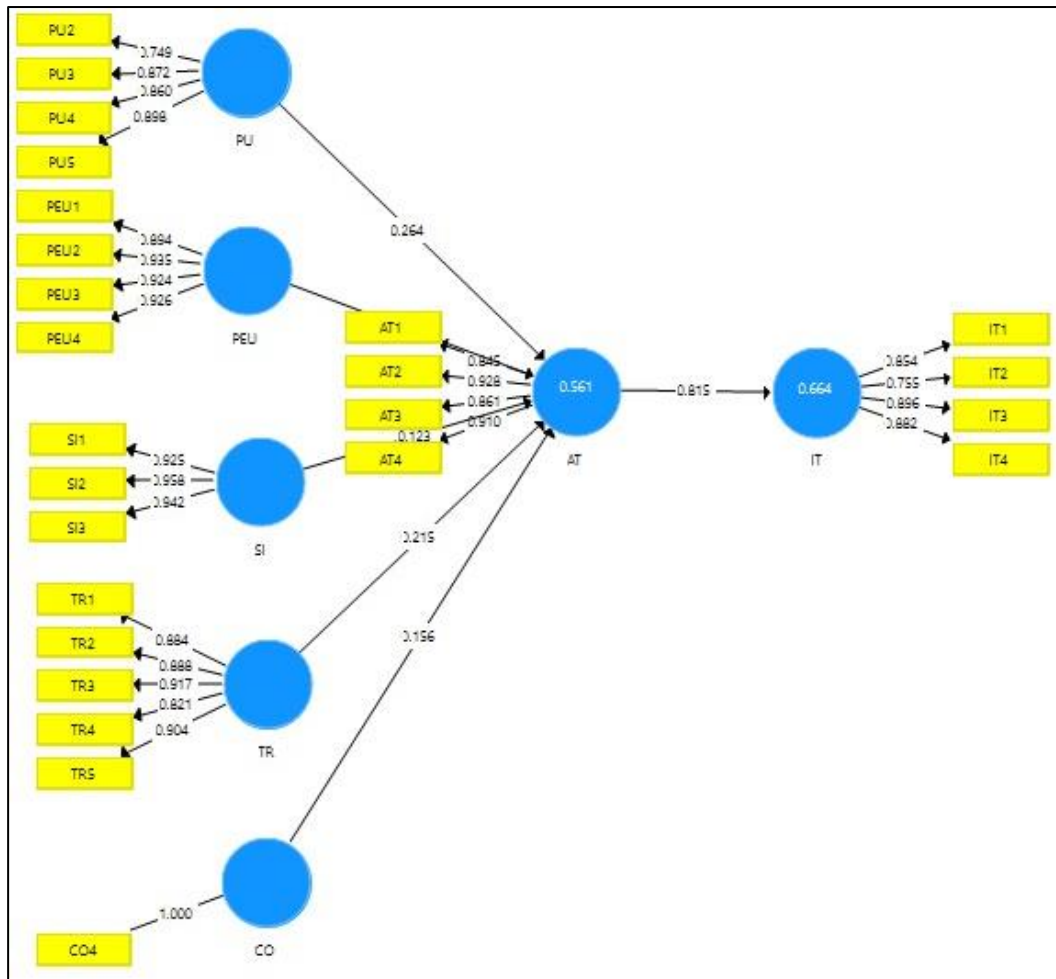 PU2
PU3
PU4
PU5
0.749
0.872
0.860
0.898
PU
PEU1
PEU2
PEU3
PEU4
0.894
0.935
0.924
0.926
PEU
0.264
AT1
AT2
AT3
AT4
0.845
0.928
0.861
0.910
0.123
0.561
AT
0.815
0.664
IT
0.854
0.755
0.896
0.882
IT1
IT2
IT3
IT4
SI1
SI2
SI3
0.925
0.958
0.942
SI
0.215
TR1
TR2
TR3
TR4
TR5
0.884
0.888
0.917
0.821
0.904
TR
0.156
CO4
1.000
CO